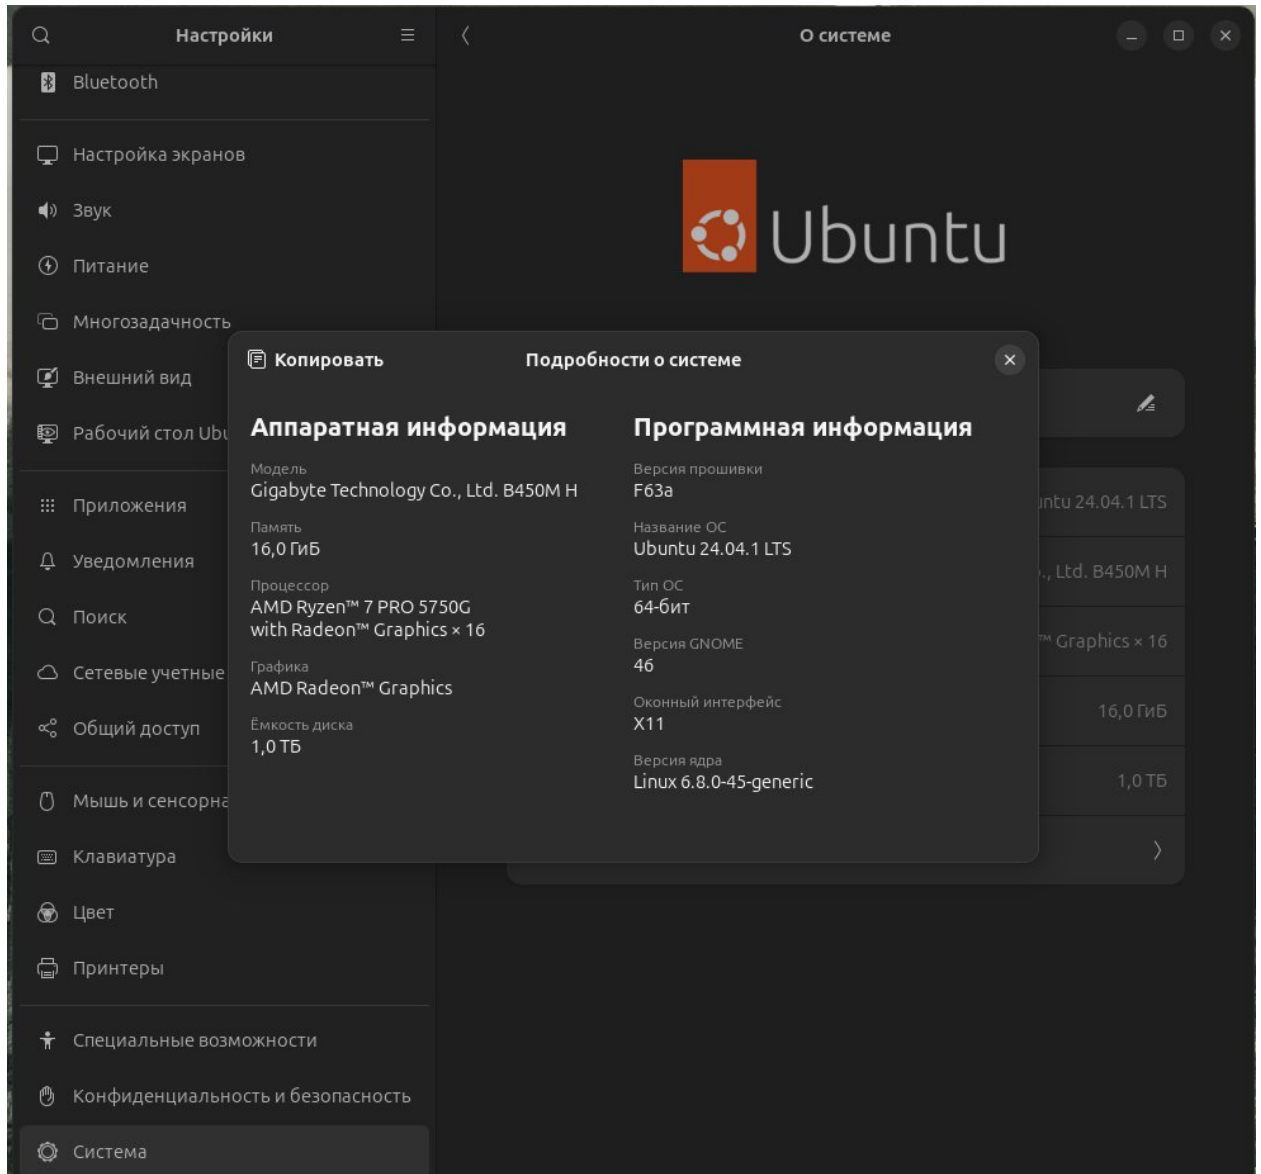 Настройки
Bluetooth
Настройка экранов
Звук
Питание
Многозадачность
Внешний вид
Рабочий стол Ubu
Приложения
Уведомления
Поиск
Сетевые учетные
Общий доступ
Мышь и сенсорна
Клавиатура
Цвет
Принтеры
Специальные возможности
Конфиденциальность и безопасность
Система
О системе
Ubuntu
Копировать
Подробности о системе
Аппаратная информация
Модель
Gigabyte Technology Co., Ltd. B450M H
Память
16,0 ГиБ
Процессор
AMD Ryzen™ 7 PRO 5750G
with Radeon™ Graphics × 16
Графика
AMD Radeon™ Graphics
Ёмкость диска
1,0 ТБ
Программная информация
Версия прошивки
F63a
Название ОС
Ubuntu 24.04.1 LTS
Тип ОС
64-бит
Версия GNOME
46
Оконный интерфейс
X11
Версия ядра
Linux 6.8.0-45-generic
untu 24.04.1 LTS
., Ltd. B450M H
™ Graphics × 16
16,0 ГиБ
1,0 ТБ